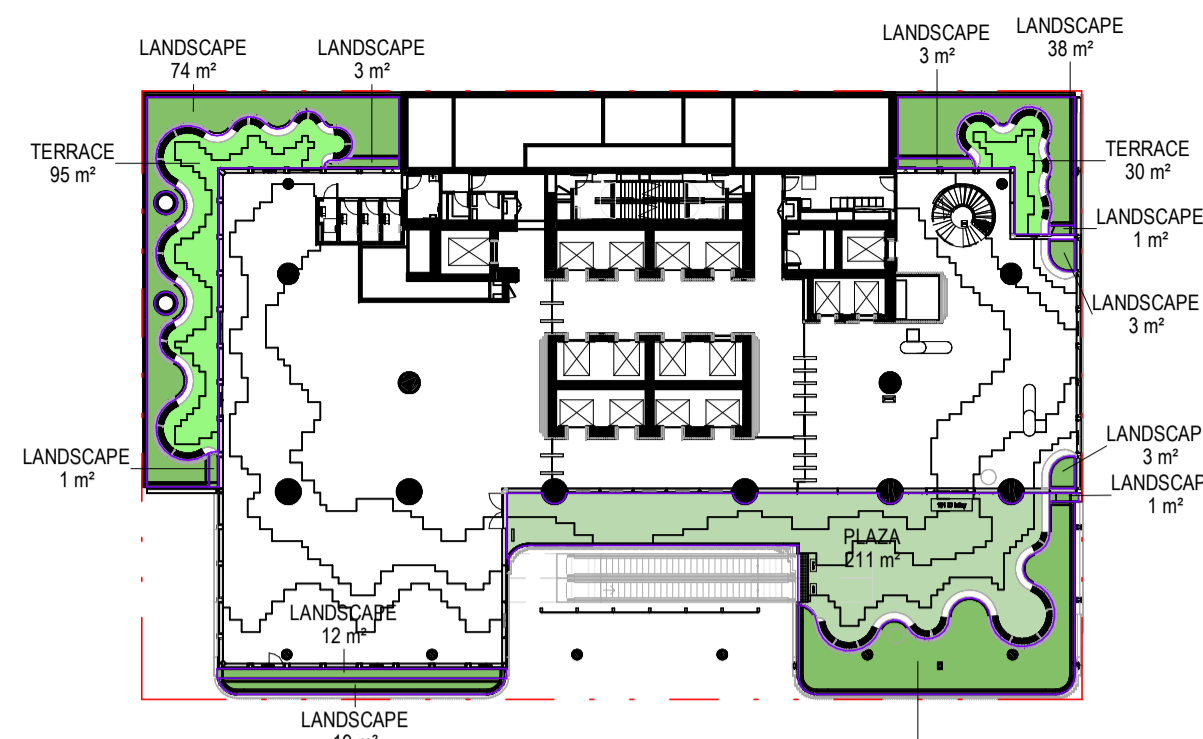 LANDSCAPE
74 m²
LANDSCAPE
3 m²
LANDSCAPE
3 m²
LANDSCAPE
38 m²
TERRACE
95 m²
TERRACE
30 m²
LANDSCAPE
1 m²
LANDSCAPE
3 m²
LANDSCAPE
1 m²
LANDSCAP
3 m²
LANDSCAP
1 m²
PLAZA
211 m²
LANDSCAPE
12 m²
LANDSCAPE